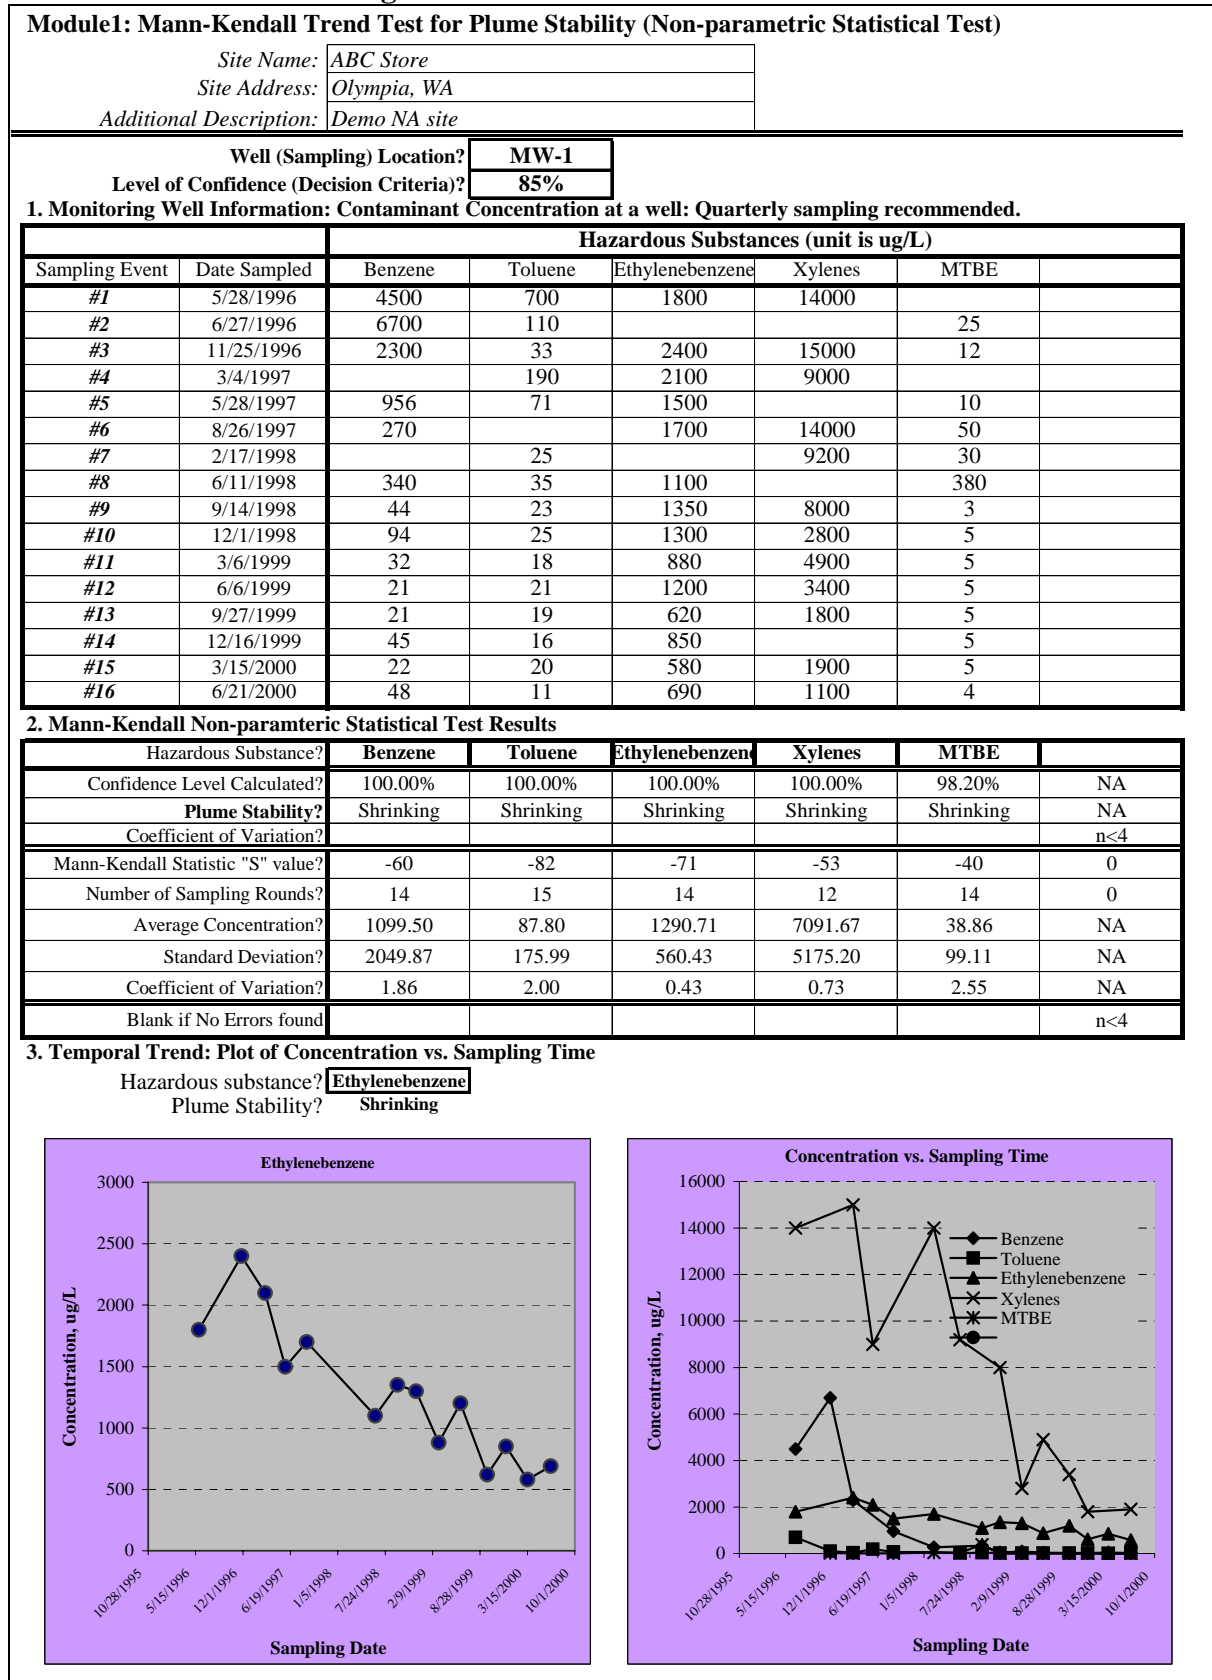 Module1: Mann-Kendall Trend Test for Plume Stability (Non-parametric Statistical Test)
Site Name: ABC Store
Site Address: Olympia, WA
Additional Description: Demo NA site
Well (Sampling) Location? MW-1
Level of Confidence (Decision Criteria)? 85%
1. Monitoring Well Information: Contaminant Concentration at a well: Quarterly sampling recommended.
Hazardous Substances (unit is ug/L)
Sampling Event Date Sampled Benzene Toluene Ethylenebenzene Xylenes MTBE
#1 5/28/1996 4500 700 1800 14000
#2 6/27/1996 6700 110 25
#3 11/25/1996 2300 33 2400 15000 12
#4 3/4/1997 190 2100 9000
#5 5/28/1997 956 71 1500 10
#6 8/26/1997 270 1700 14000 50
#7 2/17/1998 25 9200 30
#8 6/11/1998 340 35 1100 380
#9 9/14/1998 44 23 1350 8000 3
#10 12/1/1998 94 25 1300 2800 5
#11 3/6/1999 32 18 880 4900 5
#12 6/6/1999 21 21 1200 3400 5
#13 9/27/1999 21 19 620 1800 5
#14 12/16/1999 45 16 850 5
#15 3/15/2000 22 20 580 1900 5
#16 6/21/2000 48 11 690 1100 4
2. Mann-Kendall Non-paramteric Statistical Test Results
Hazardous Substance? Benzene Toluene Ethylenebenzene Xylenes MTBE
Confidence Level Calculated? 100.00% 100.00% 100.00% 100.00% 98.20% NA
Plume Stability? Shrinking Shrinking Shrinking Shrinking Shrinking NA
Coefficient of Variation? n<4
Mann-Kendall Statistic "S" value? -60 -82 -71 -53 -40 0
Number of Sampling Rounds? 14 15 14 12 14 0
Average Concentration? 1099.50 87.80 1290.71 7091.67 38.86 NA
Standard Deviation? 2049.87 175.99 560.43 5175.20 99.11 NA
Coefficient of Variation? 1.86 2.00 0.43 0.73 2.55 NA
Blank if No Errors found n<4
3. Temporal Trend: Plot of Concentration vs. Sampling Time
Hazardous substance? Ethylenebenzene
Plume Stability? Shrinking
Ethylenebenzene
3000
2500
2000
1500
1000
500
0
Concentration, ug/L
10/28/1995 5/15/1996 12/1/1996 6/19/1997 1/5/1998 7/24/1998 2/9/1999 8/28/1999 3/15/2000 10/1/2000
Sampling Date
Concentration vs. Sampling Time
16000
14000
12000
10000
8000
6000
4000
2000
0
Concentration, ug/L
Benzene
Toluene
Ethylenebenzene
Xylenes
MTBE
10/28/1995 5/15/1996 12/1/1996 6/19/1997 1/5/1998 7/24/1998 2/9/1999 8/28/1999 3/15/2000 10/1/2000
Sampling Date